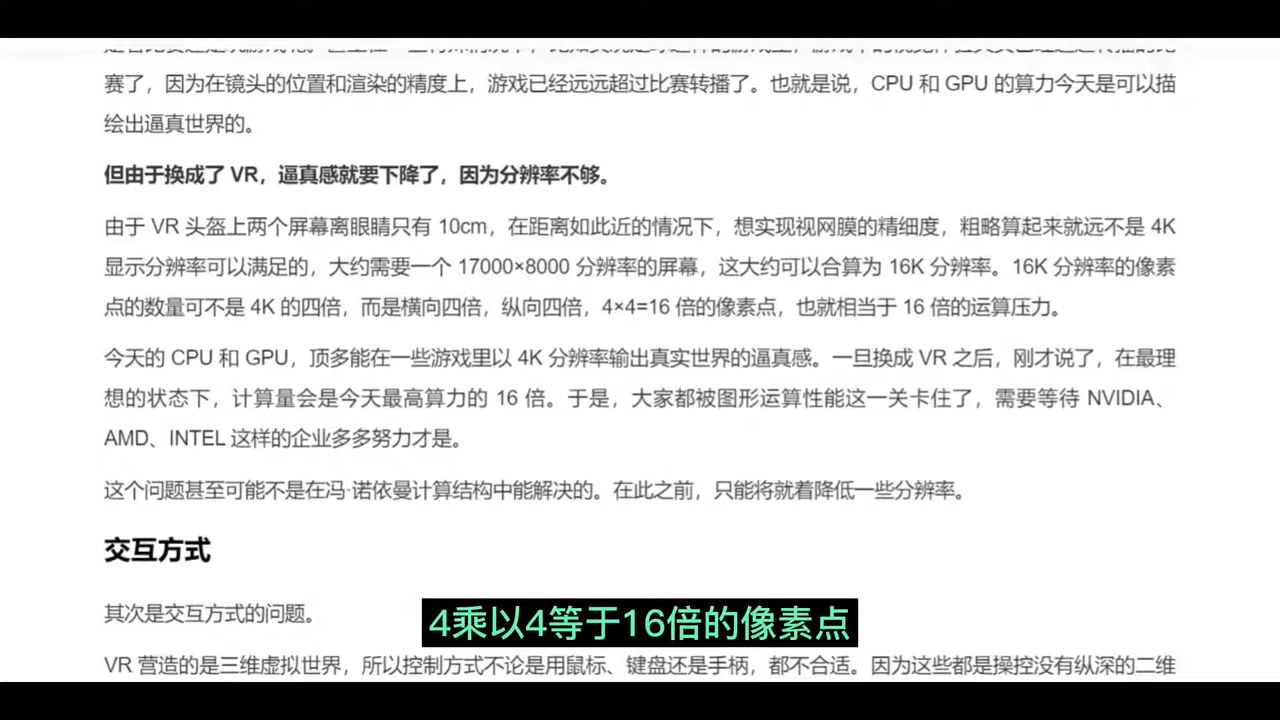 赛了，因为在镜头的位置和渲染的精度上，游戏已经远远超过比赛转播了。也就是说，CPU 和 GPU 的算力今天是可以描
绘出逼真世界的。
但由于换成了 VR，逼真感就要下降了，因为分辨率不够。
由于 VR 头盔上两个屏幕离眼睛只有 10cm，在距离如此近的情况下，想实现视网膜的精细度，粗略算起来就远不是 4K
显示分辨率可以满足的，大约需要一个 17000×8000 分辨率的屏幕，这大约可以合算为 16K 分辨率。16K 分辨率的像素
点的数量可不是 4K 的四倍，而是横向四倍，纵向四倍，4×4=16 倍的像素点，也就相当于 16 倍的运算压力。
今天的 CPU 和 GPU，顶多能在一些游戏里以 4K 分辨率输出真实世界的逼真感。一旦换成 VR 之后，刚才说了，在最理
想的状态下，计算量会是今天最高算力的 16 倍。于是，大家都被图形运算性能这一关卡住了，需要等待 NVIDIA、
AMD、INTEL 这样的企业多多努力才是。
这个问题甚至可能不是在冯·诺依曼计算结构中能解决的。在此之前，只能将就着降低一些分辨率。
交互方式
其次是交互方式的问题。
4乘以4等于16倍的像素点
VR 营造的是三维虚拟世界，所以控制方式不论是用鼠标、键盘还是手柄，都不合适。因为这些都是操控没有纵深的二维